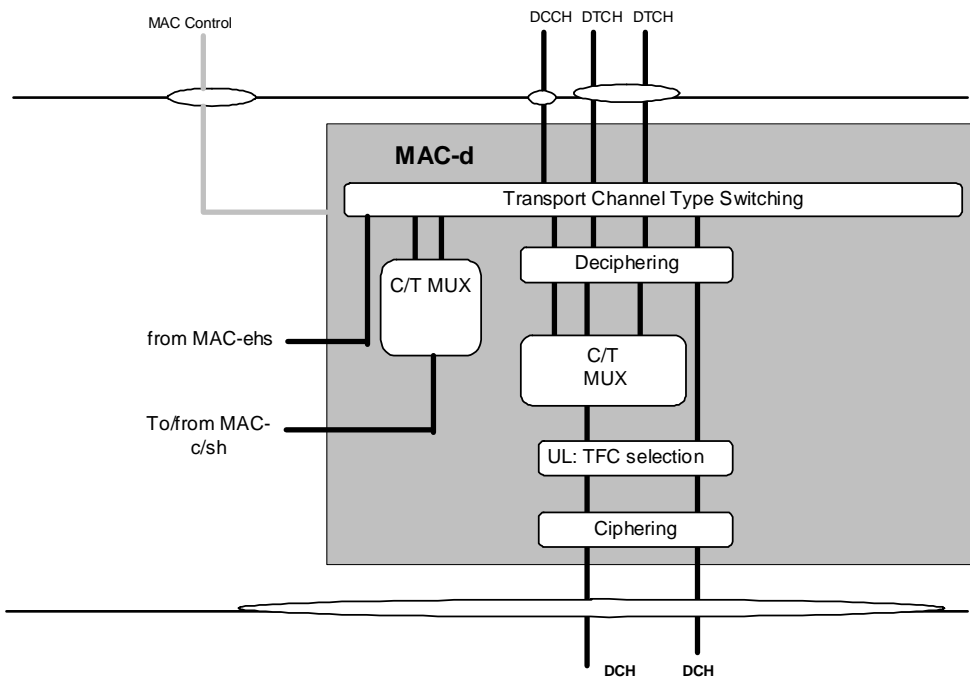 MAC Control
DCCH DTCH DTCH
MAC-d
Transport Channel Type Switching
Deciphering
C/T MUX
from MAC-ehs
C/T
MUX
To/from MAC-
c/sh
UL: TFC selection
Ciphering
DCH DCH